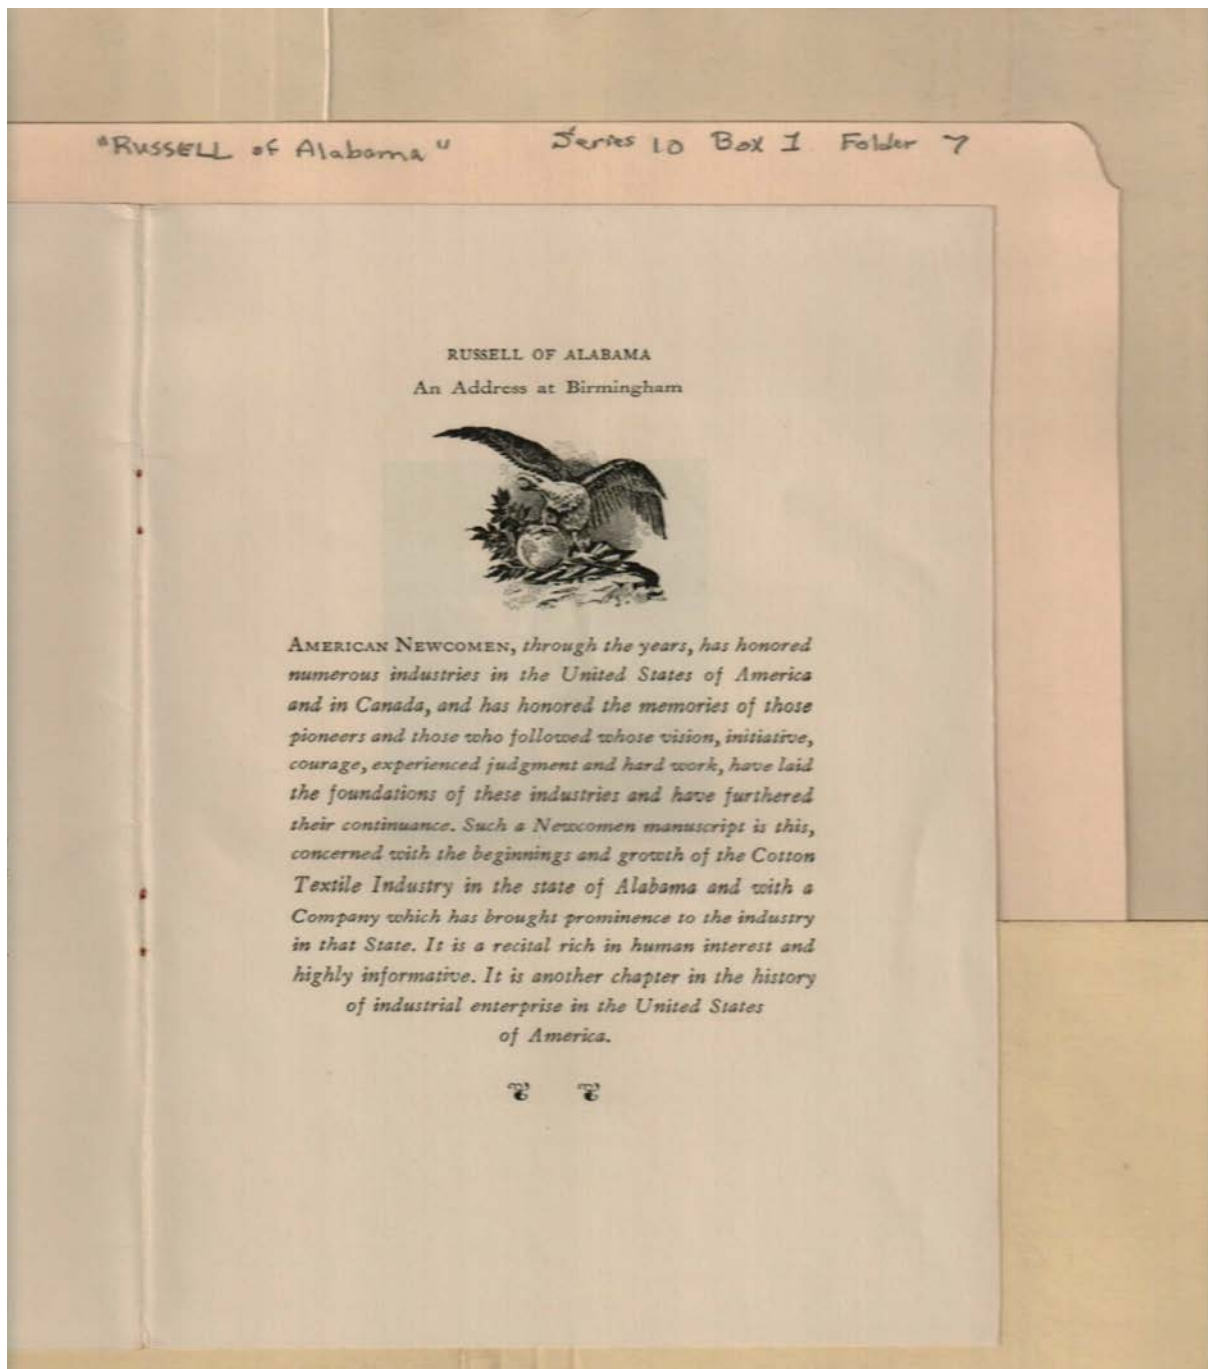 "RUSSELL of Alabama" Series 10 Box 1 Folder 7
RUSSELL OF ALABAMA
An Address at Birmingham
AMERICAN NEWCOMEN, through the years, has honored
numerous industries in the United States of America
and in Canada, and has honored the memories of those
pioneers and those who followed whose vision, initiative,
courage, experienced judgment and hard work, have laid
the foundations of these industries and have furthered
their continuance. Such a Newcomen manuscript is this,
concerned with the beginnings and growth of the Cotton
Textile Industry in the state of Alabama and with a
Company which has brought prominence to the industry
in that State. It is a recital rich in human interest and
highly informative. It is another chapter in the history
of industrial enterprise in the United States
of America.